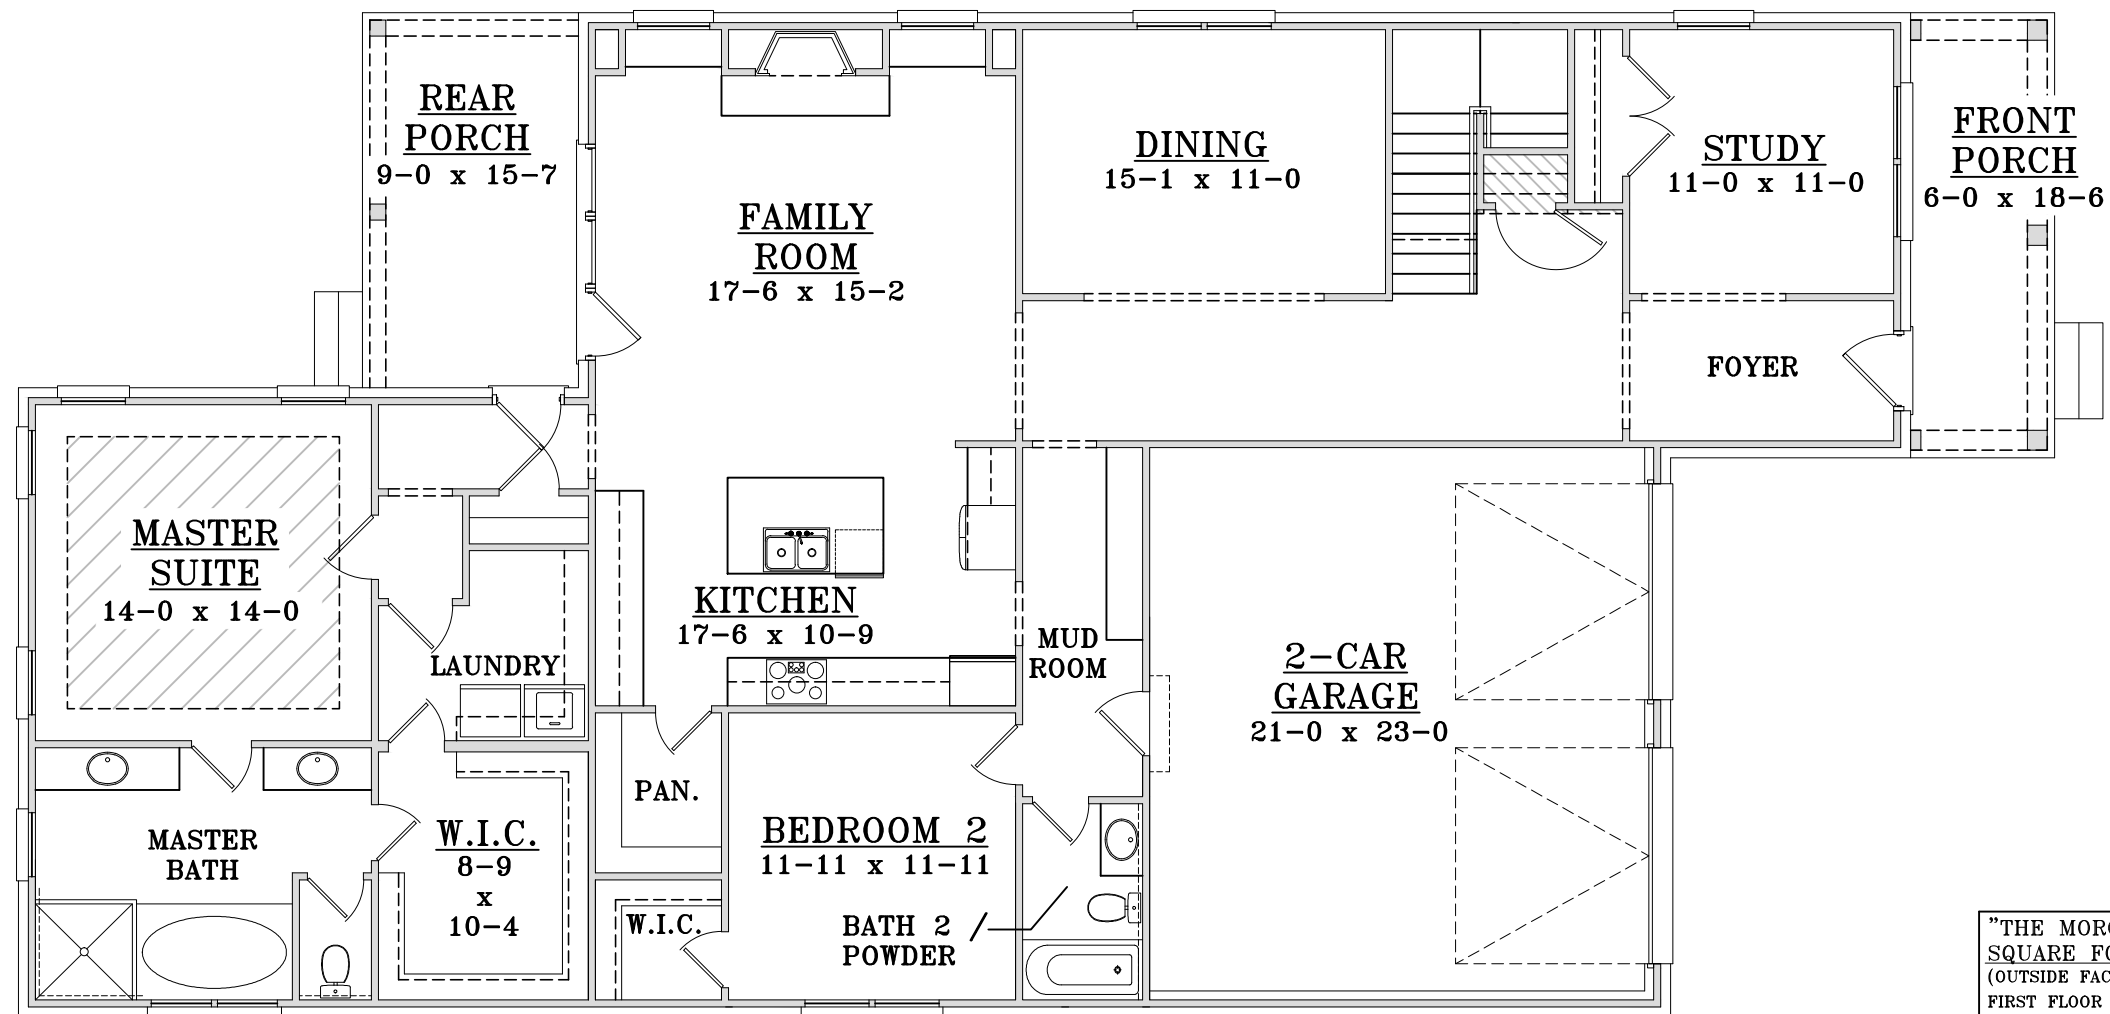 REAR
PORCH
9-0 x 15-7
FAMILY
ROOM
17-6 x 15-2
DINING
15-1 x 11-0
STUDY
11-0 x 11-0
FRONT
PORCH
6-0 x 18-6
FOYER
MASTER
SUITE
14-0 x 14-0
KITCHEN
17-6 x 10-9
LAUNDRY
MUD
ROOM
2-CAR
GARAGE
21-0 x 23-0
MASTER
BATH
W.I.C.
8-9
x
10-4
PAN.
W.I.C.
BEDROOM 2
11-11 x 11-11
BATH 2 /
POWDER
"THE
SQUARE
(OUTSIDE
FIRST FLOOR